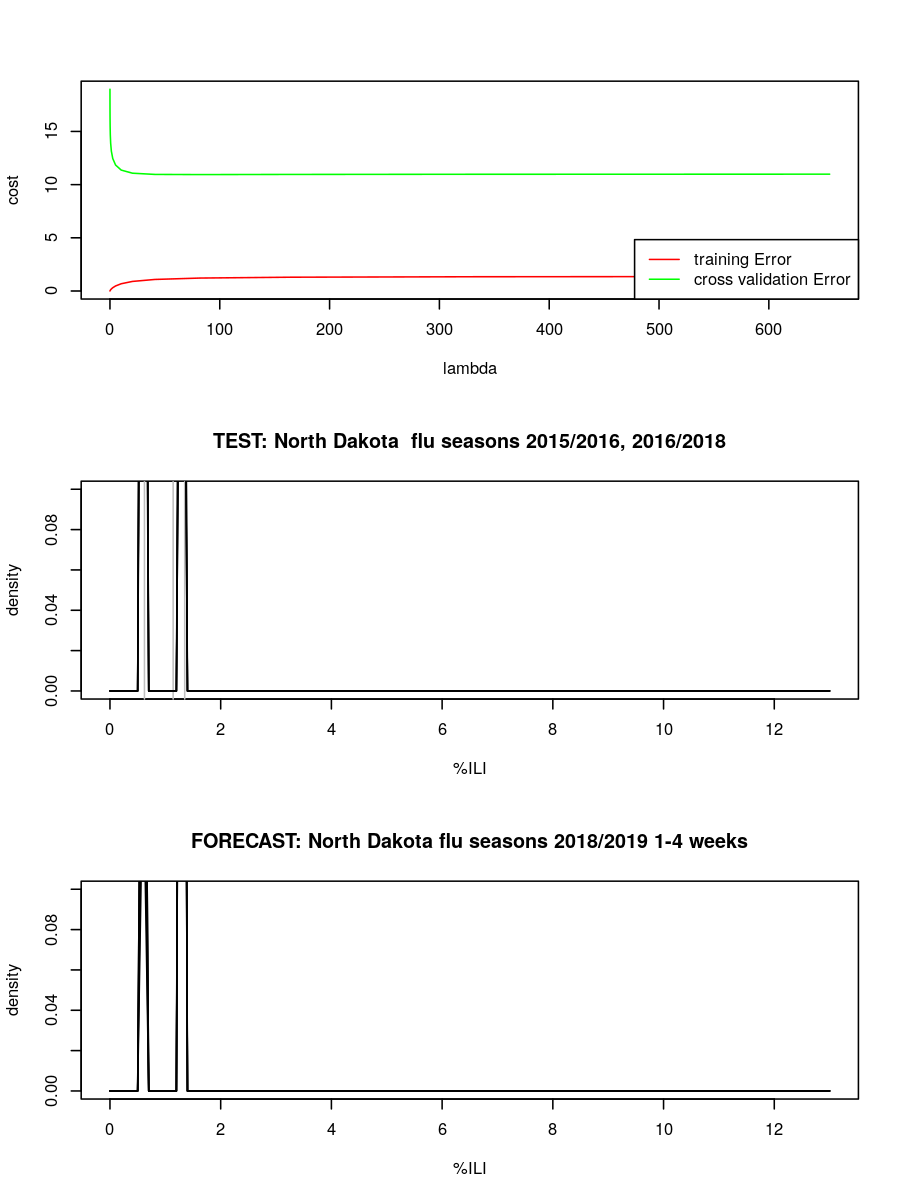 cost
15
10
5
0
training Error
cross validation Error
0 100 200 300 400 500 600
lambda
TEST: North Dakota  flu seasons 2015/2016, 2016/2018
density
0.08
0.04
0.00
0 2 4 6 8 10 12
%ILI
FORECAST: North Dakota flu seasons 2018/2019 1-4 weeks
density
0.08
0.04
0.00
0 2 4 6 8 10 12
%ILI